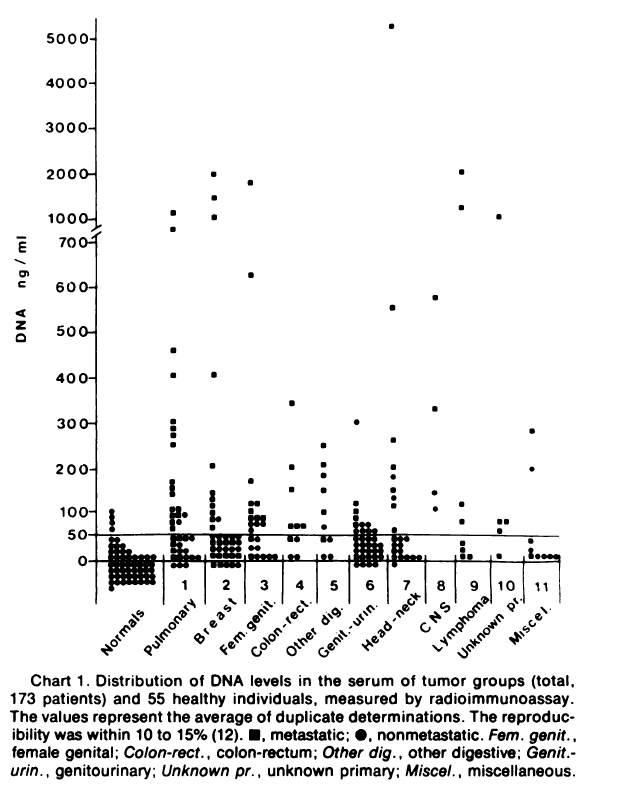 5000
4000
3000
2000
1000
700
600
500
400
300
200
100
50
0
DNA ng/ml
1 2 3 4 5 6 7 8 9 10 11
Normals
Pulmonary
Breast
Fem. genit.
Colon-rect.
Other dig.
Genit.-urin.
Head-neck
CNS
Lymphoma
Unknown pr.
Miscel.
Chart 1. Distribution of DNA levels in the serum of tumor groups (total,
173 patients) and 55 healthy individuals, measured by radioimmunoassay.
The values represent the average of duplicate determinations. The reproduc-
ibility was within 10 to 15% (12). ■, metastatic; ●, nonmetastatic. Fem. genit.,
female genital; Colon-rect., colon-rectum; Other dig., other digestive; Genit.-
urin., genitourinary; Unknown pr., unknown primary; Miscel., miscellaneous.